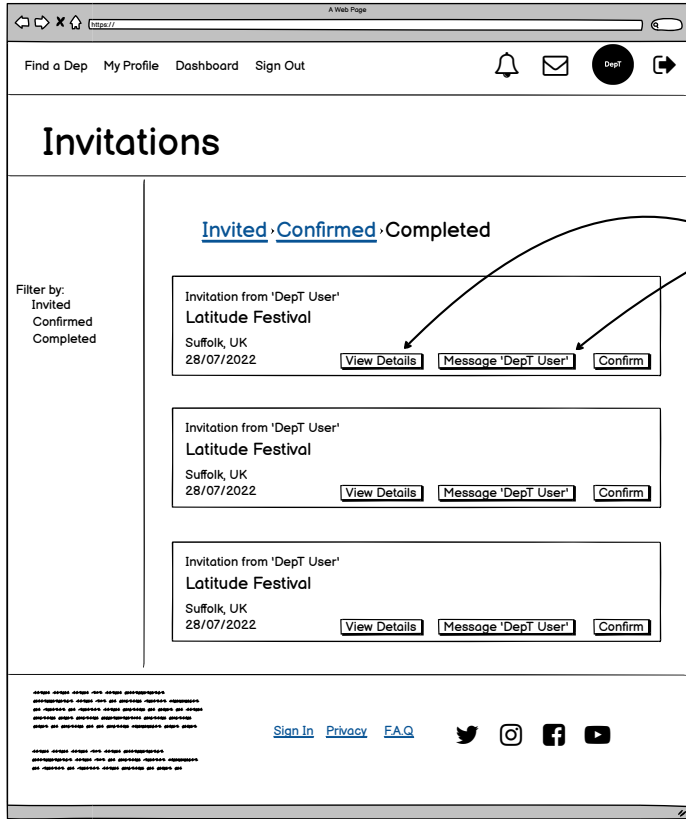 A Web Page
https://
Find a Dep My Profile Dashboard Sign Out
DepT
Invitations
Invited › Confirmed › Completed
Filter by:
Invited
Confirmed
Completed
Invitation from 'DepT User'
Latitude Festival
Suffolk, UK
28/07/2022
View Details Message 'DepT User' Confirm
Invitation from 'DepT User'
Latitude Festival
Suffolk, UK
28/07/2022
View Details Message 'DepT User' Confirm
Invitation from 'DepT User'
Latitude Festival
Suffolk, UK
28/07/2022
View Details Message 'DepT User' Confirm
Sign In Privacy F.A.Q